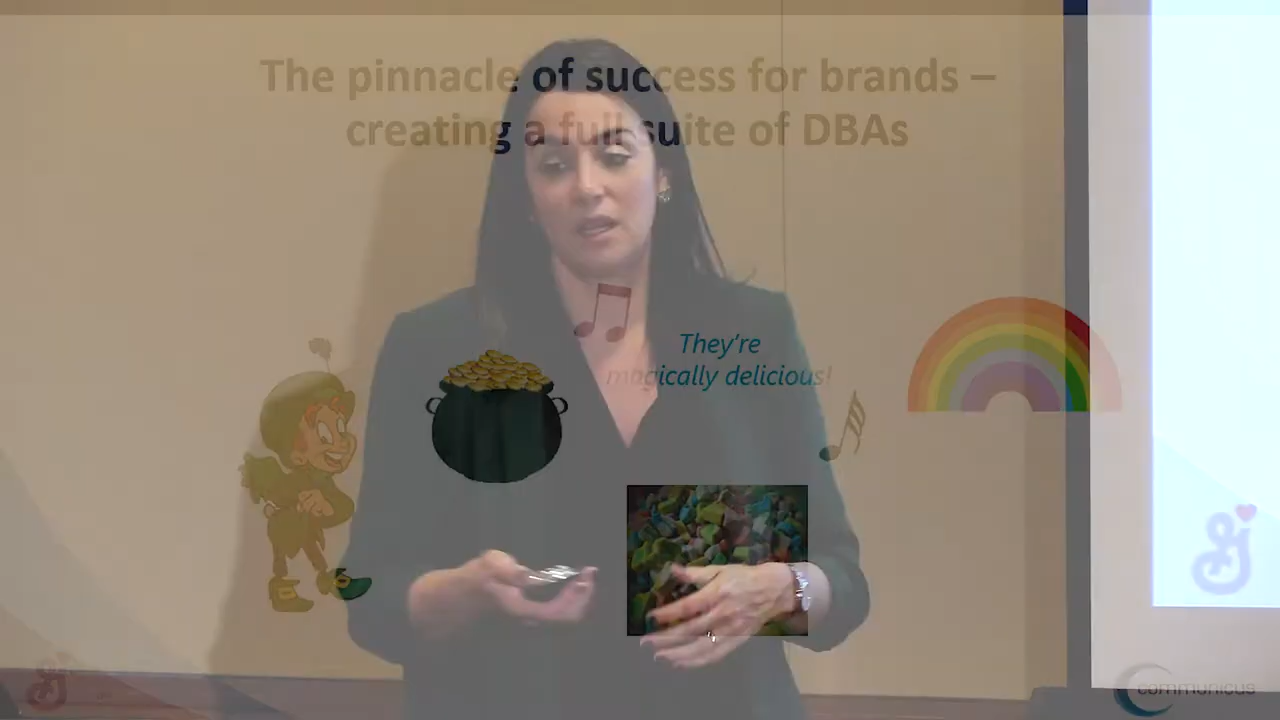 The pinnacle of success for brands –
creating a full suite of DBAs
They're
magically delicious!
communicus